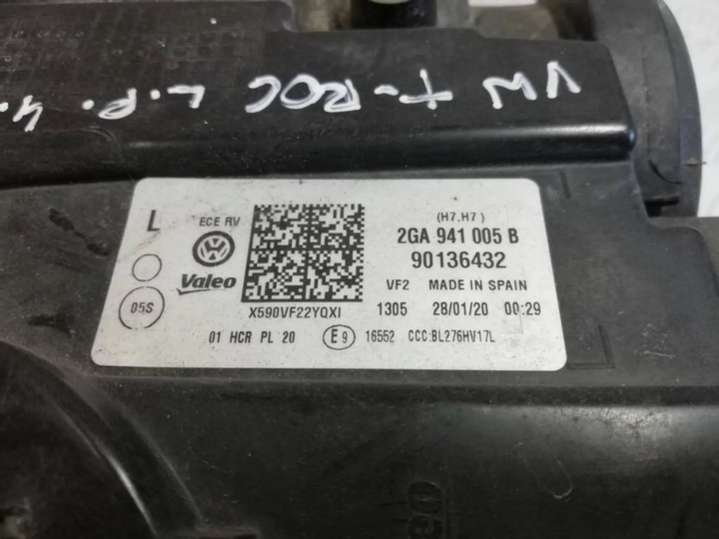 VW T-ROC L.P. 4.
L
ECE RV
(H7,H7)
2GA 941 005 B
90136432
Valeo
VF2 MADE IN SPAIN
05S
X590VF22YQXI
1305 28/01/20 00:29
01 HCR PL 20 E9 16552 CCC:BL276HV17L